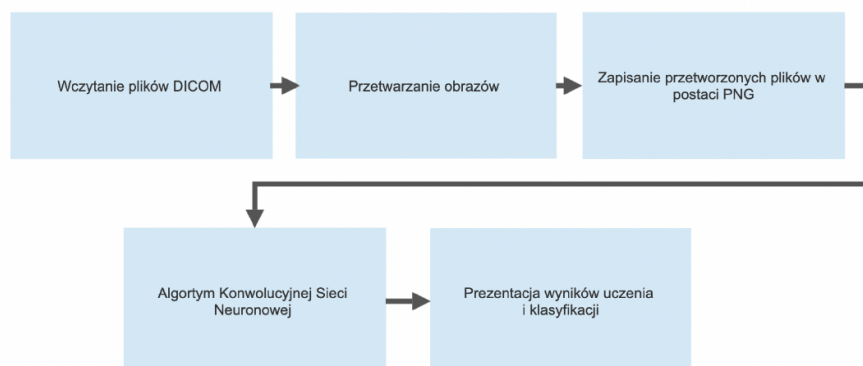 Wczytanie plików DICOM
Przetwarzanie obrazów
Zapisanie przetworzonych plików w
postaci PNG
Algortym Konwolucyjnej Sieci
Neuronowej
Prezentacja wyników uczenia
i klasyfikacji